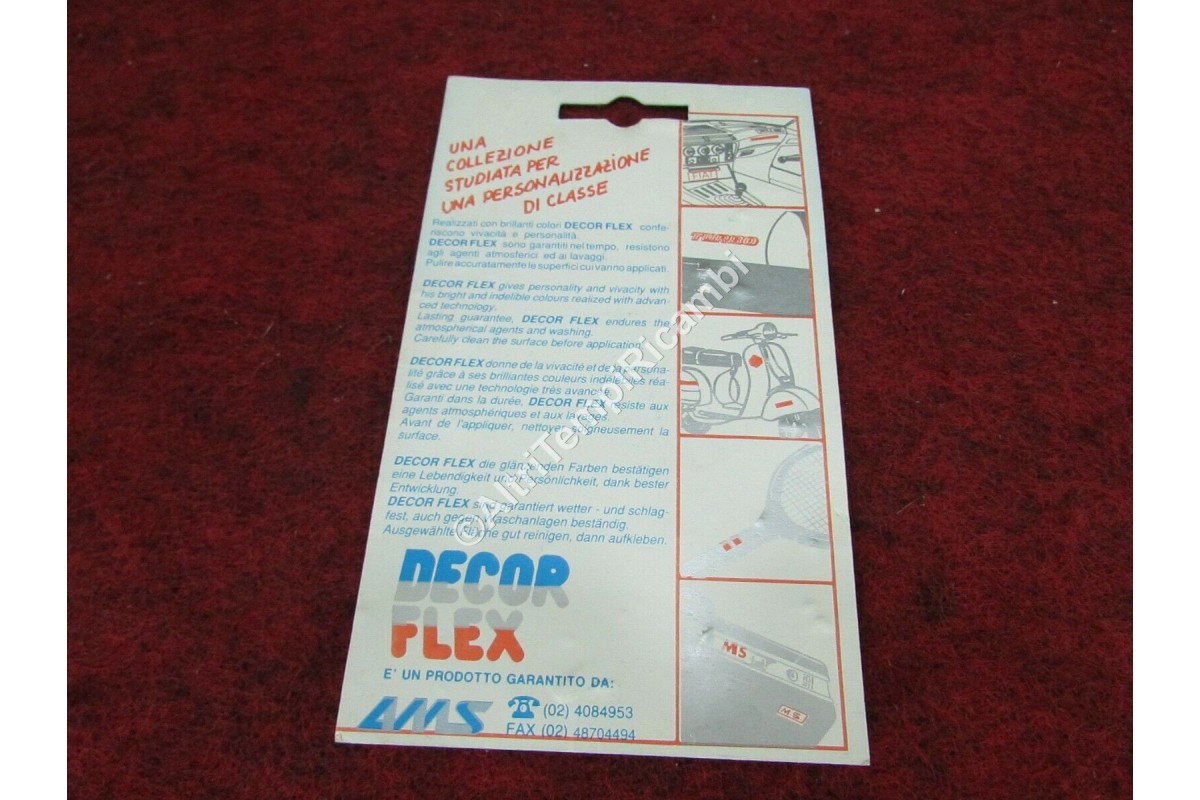 UNA
COLLEZIONE
STUDIATA PER
UNA PERSONALIZZAZIONE
DI CLASSE
Realizzati con brillanti colori DECOR FLEX confe-
riscono vivacità e personalità.
DECOR FLEX sono garantiti nel tempo, resistono
agli agenti atmosferici ed ai lavaggi.
Pulire accuratamente le superfici cui vanno applicati.
DECOR FLEX gives personality and vivacity with
his bright and indelible colours realized with advan-
ced technology.
Lasting guarantee, DECOR FLEX endures the
atmospherical agents and washing.
Carefully clean the surface before application.
DECOR FLEX donne de la vivacité et de la persona-
lité grâce à ses brilliantes couleurs indélébiles réa-
lisé avec une technologie très avancée.
Garanti dans la durée, DECOR FLEX résiste aux
agents atmosphériques et aux lavages.
Avant de l'appliquer, nettoyer soigneusement la
surface.
DECOR FLEX die glänzenden Farben bestätigen
eine Lebendigkeit und Persönlichkeit, dank bester
Entwicklung.
DECOR FLEX sind garantiert wetter - und schlag-
fest, auch gegen Waschanlagen beständig.
Ausgewählte Fläche gut reinigen, dann aufkleben.
DECOR
FLEX
E' UN PRODOTTO GARANTITO DA:
AMS
(02) 4084953
FAX (02) 48704494
FIAT
M5
M5
©AltriTempiRicambi